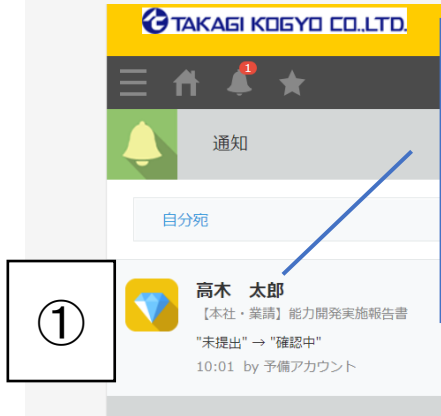 TAKAGI KOGYO CO.,LTD.
1
通知
自分宛
①
高木　太郎
【本社・業請】能力開発実施報告書
"未提出" → "確認中"
10:01 by 予備アカウント